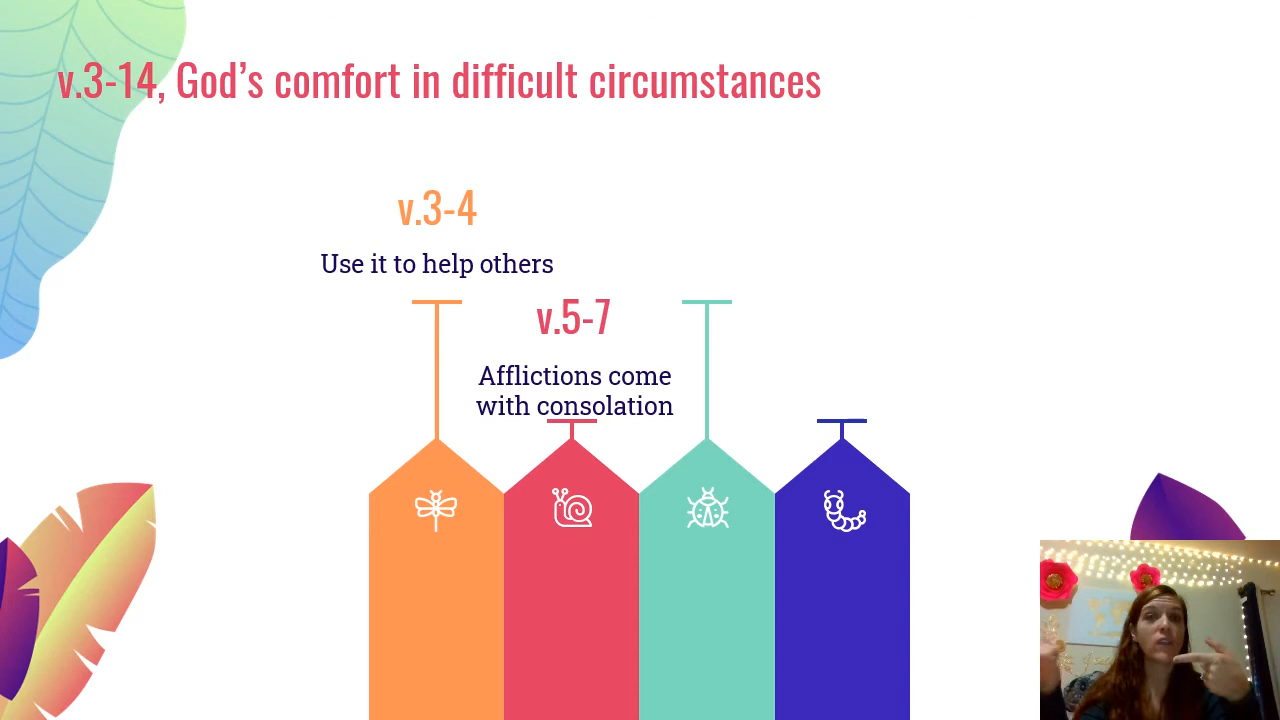 v.3-14, God’s comfort in difficult circumstances
v.3-4
Use it to help others
v.5-7
Afflictions come
with consolation